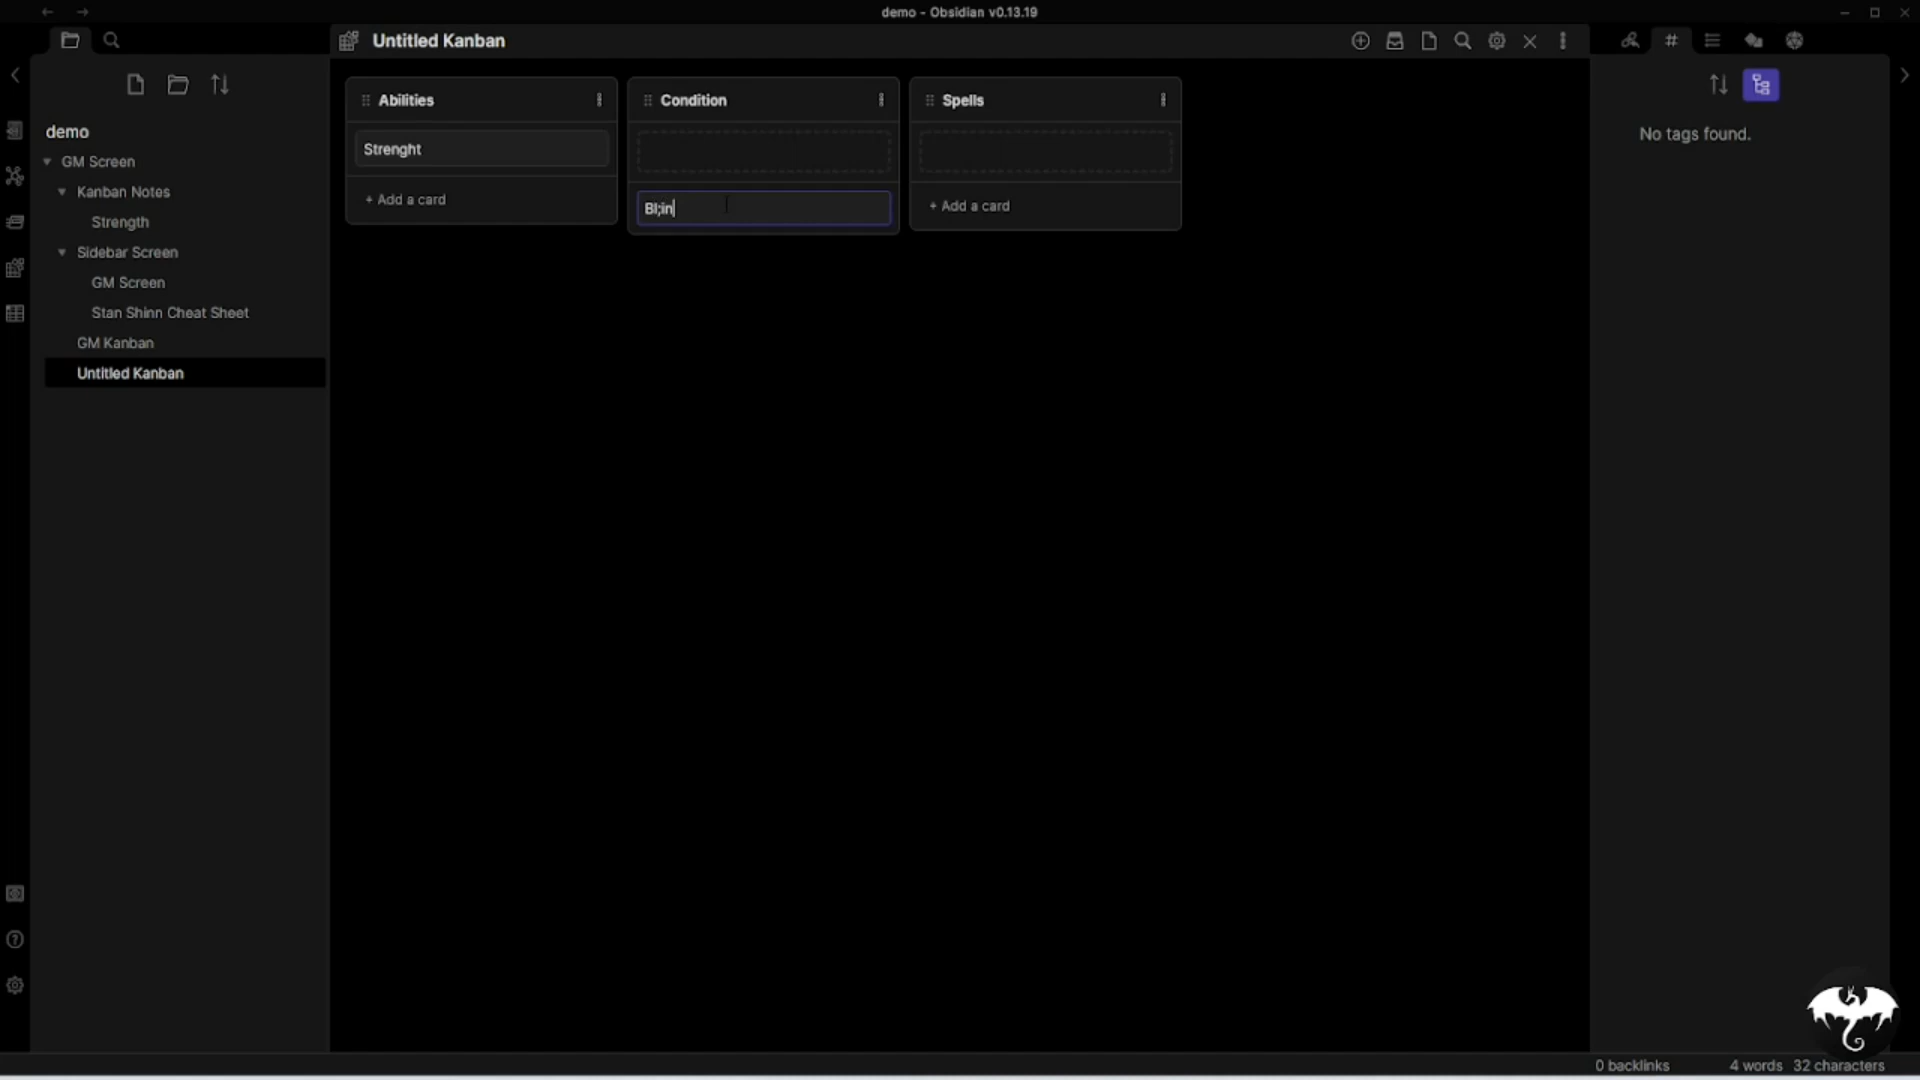 demo - Obsidian v0.13.19
Untitled Kanban
demo
GM Screen
Kanban Notes
Strength
Sidebar Screen
GM Screen
Stan Shinn Cheat Sheet
GM Kanban
Untitled Kanban
Abilities
Strenght
+ Add a card
Condition
Bl;in
Spells
+ Add a card
No tags found.
0 backlinks
4 words
32 characters